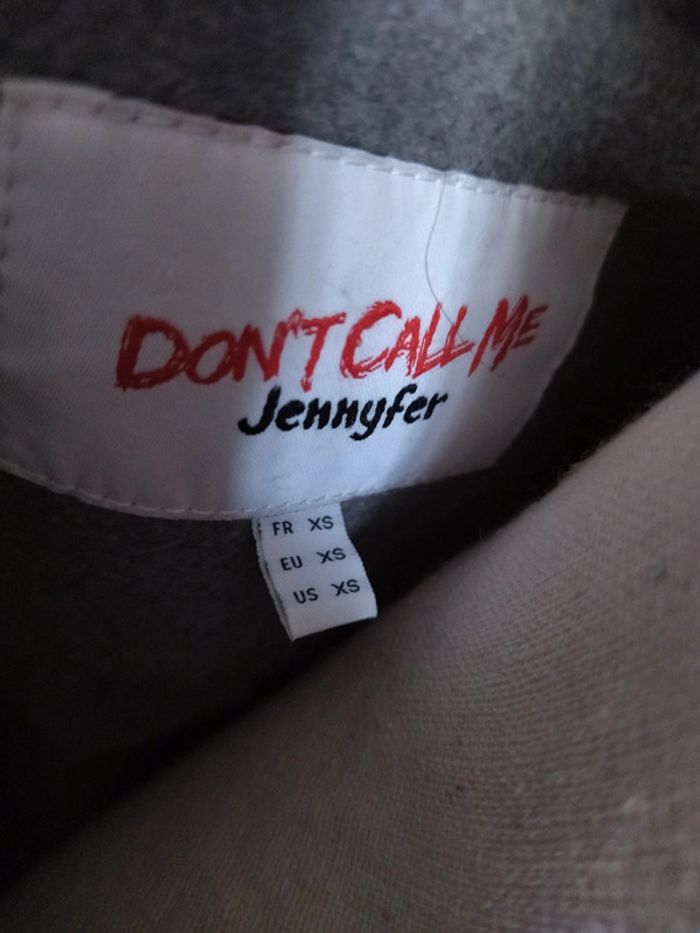 DON'T CALL ME
Jennyfer
FR XS
EU XS
US XS